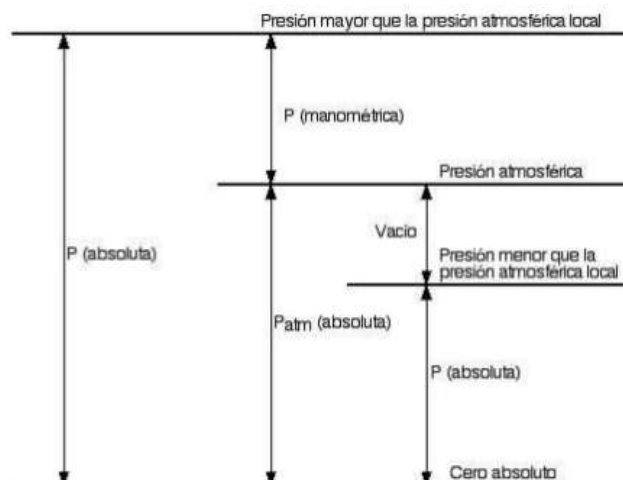 Presión mayor que la presión atmosférica local
P (manométrica)
Presión atmosférica
Vacío
P (absoluta)
Presión menor que la
presión atmosférica local
Patm (absoluta)
P (absoluta)
Cero absoluto